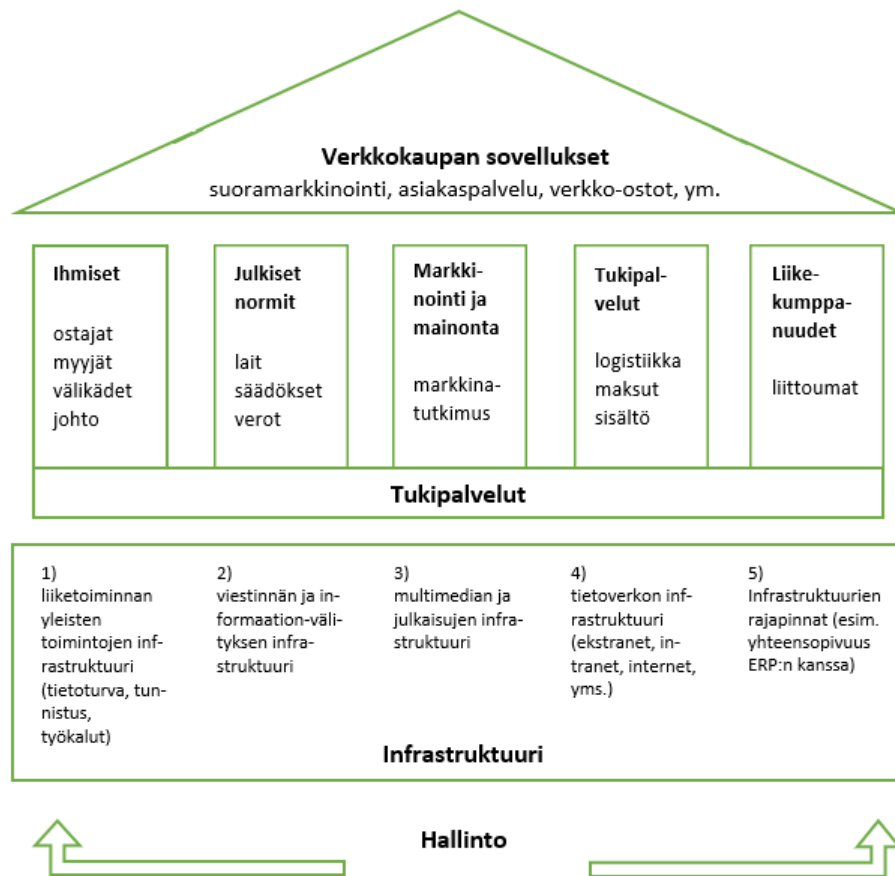 Verkkokaupan sovellukset
suoramarkkinointi, asiakaspalvelu, verkko-ostot, ym.
Ihmiset
ostajat
myyjät
välikädet
johto
Julkiset
normit
lait
säädökset
verot
Markki-
nointi ja
mainonta
markkina-
tutkimus
Tukipal-
velut
logistiikka
maksut
sisältö
Liike-
kumppa-
nuudet
liittoumat
Tukipalvelut
1)
liiketoiminnan
yleisten
toimintojen inf-
rastruktuuri
(tietoturva, tun-
nistus,
työkalut)
2)
viestinnän ja in-
formaation-väli-
tyksen infra-
struktuuri
3)
multimedian ja
julkaisujen infra-
struktuuri
4)
tietoverkon inf-
rastruktuuri
(ekstranet, in-
tranet, internet,
yms.)
5)
Infrastruktuurien
rajapinnat (esim.
yhteensopivuus
ERP:n kanssa)
Infrastruktuuri
Hallinto